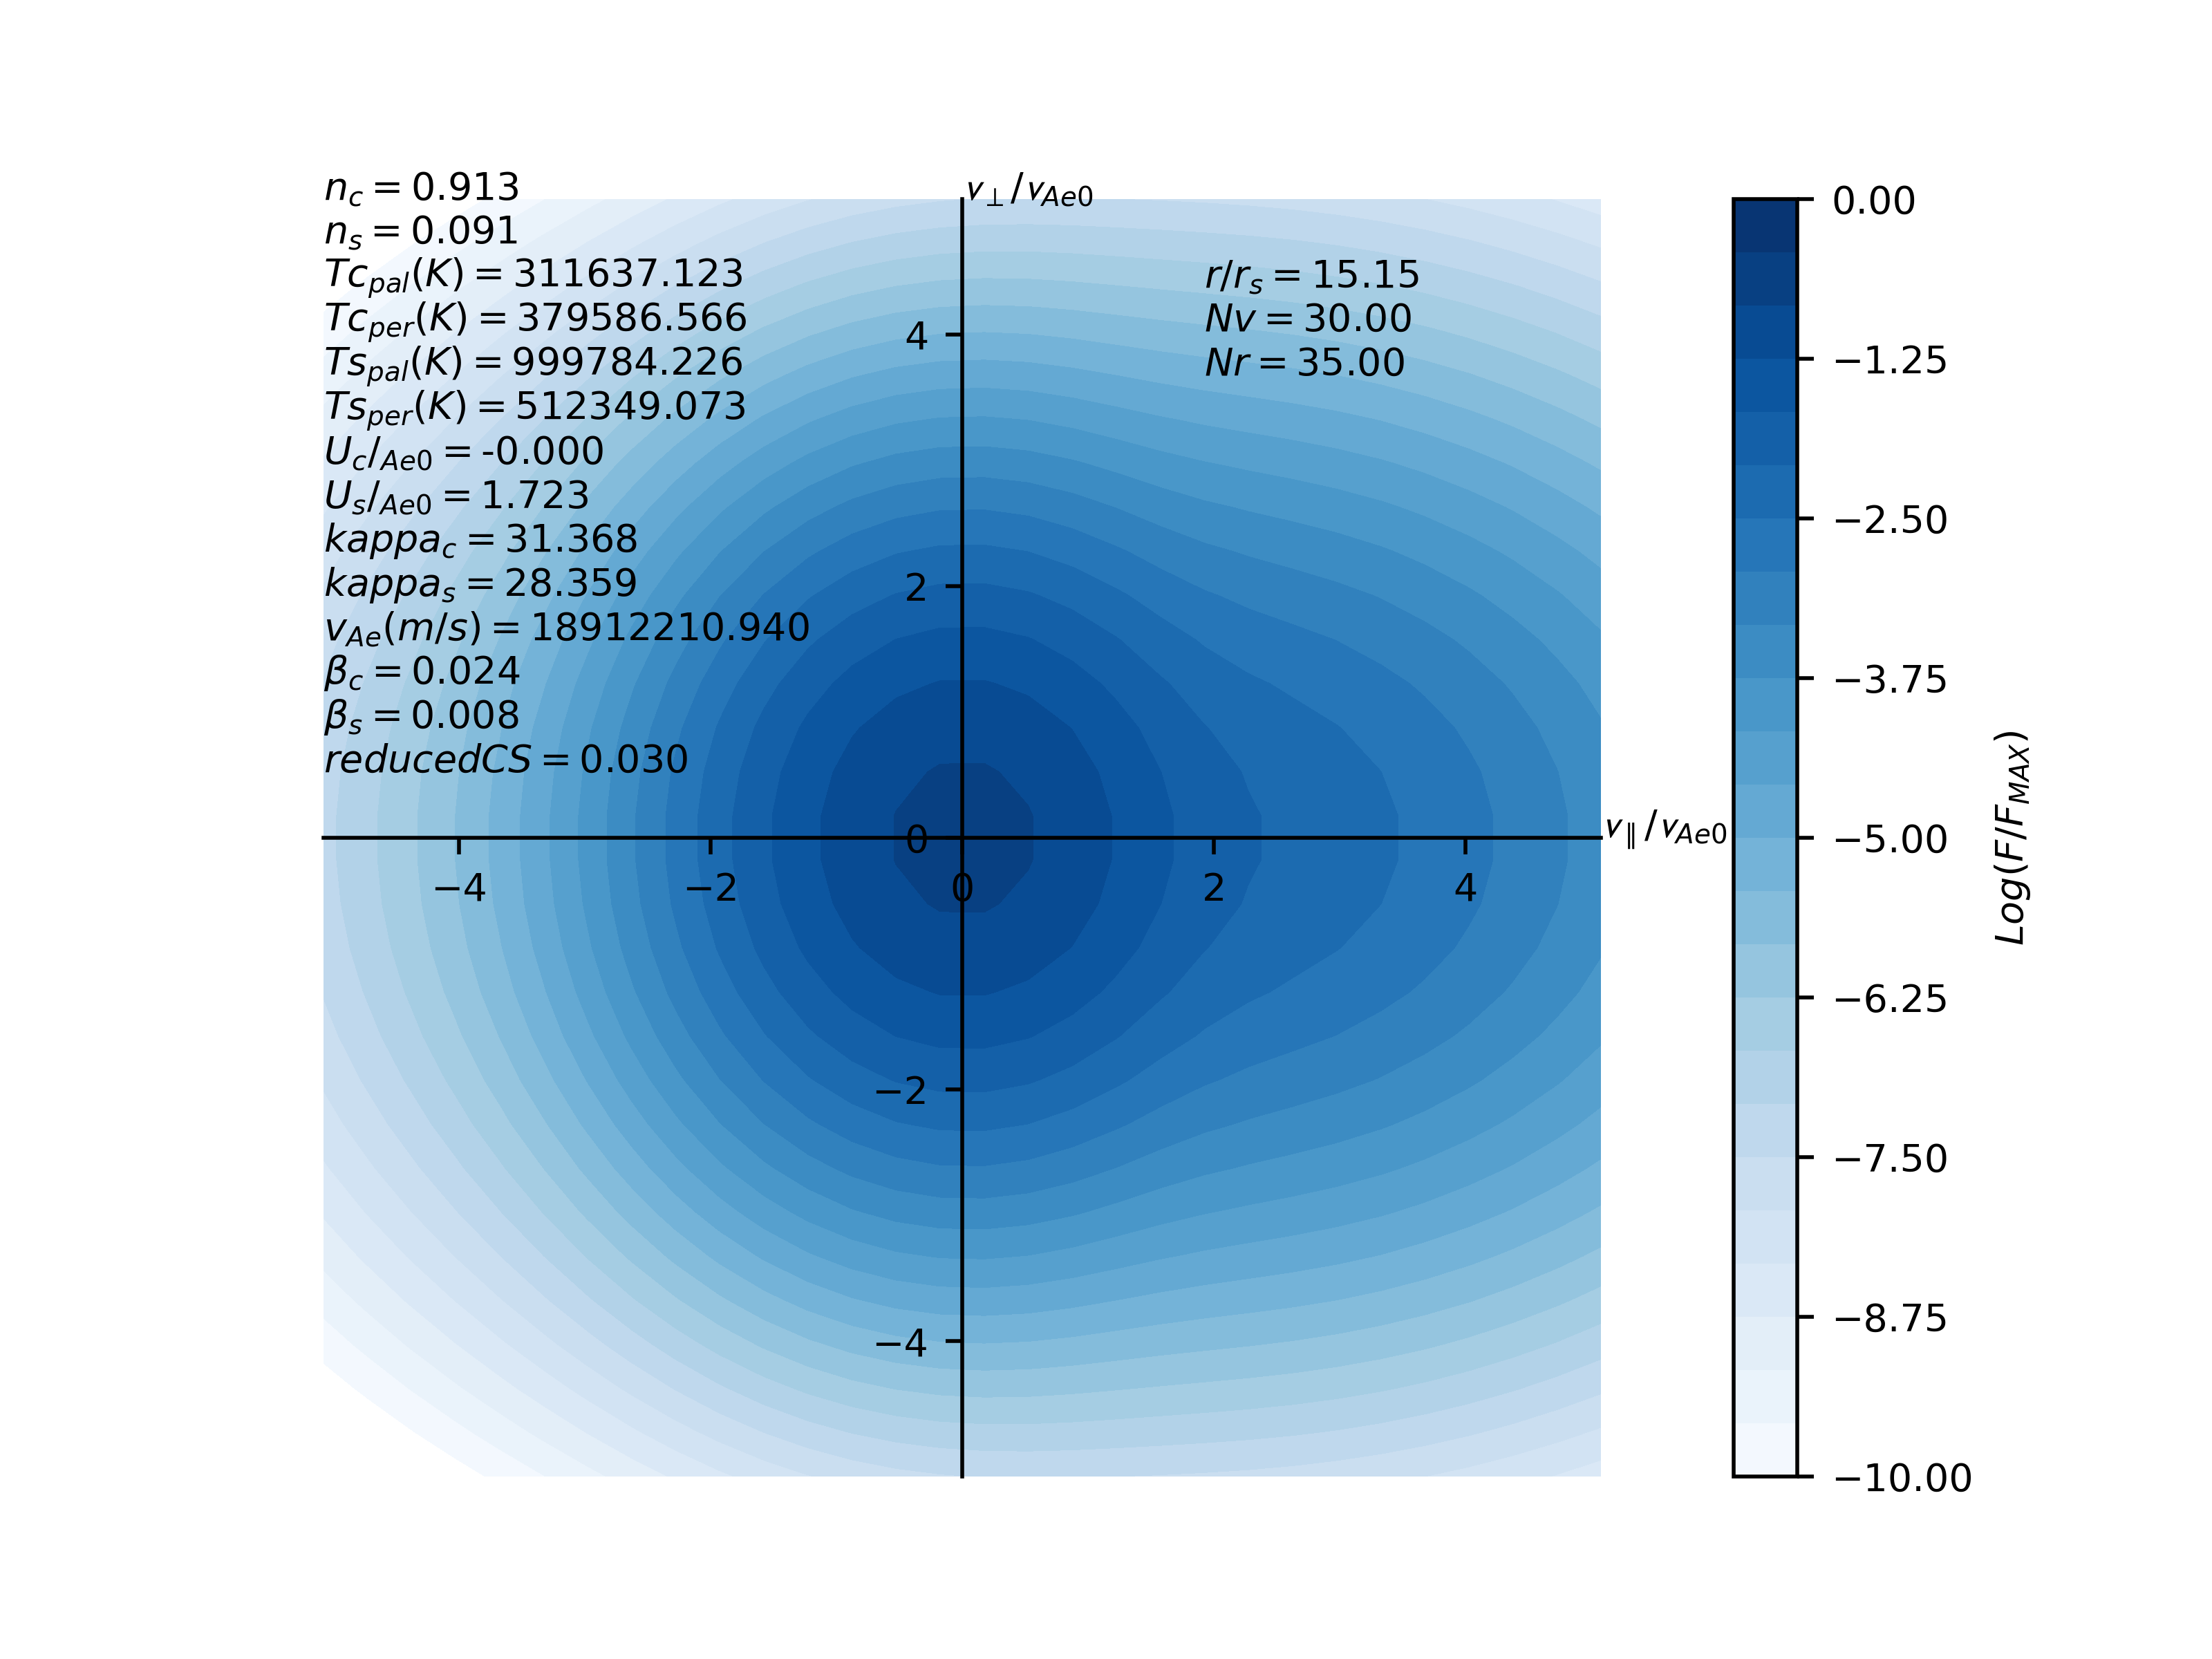 n_c = 0.913
n_s = 0.091
Tc_pal(K) = 311637.123
Tc_per(K) = 379586.566
Ts_pal(K) = 999784.226
Ts_per(K) = 512349.073
U_c/_Ae0 = -0.000
U_s/_Ae0 = 1.723
kappa_c = 31.368
kappa_s = 28.359
v_Ae(m/s) = 18912210.940
β_c = 0.024
β_s = 0.008
reducedCS = 0.030
v_⊥/v_Ae0
r/r_s = 15.15
Nv = 30.00
Nr = 35.00
4
2
0
−2
−4
−4
−2
0
2
4
v_∥/v_Ae0
0.00
−1.25
−2.50
−3.75
−5.00
−6.25
−7.50
−8.75
−10.00
Log(F/F_MAX)